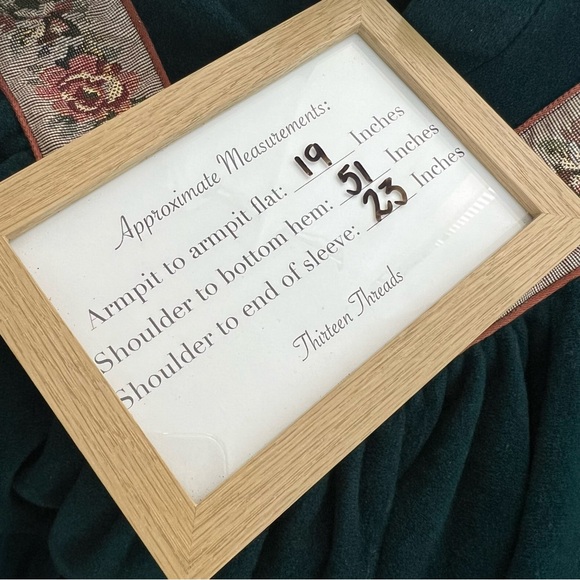 Approximate Measurements:
Armpit to armpit flat: 19 Inches
Shoulder to bottom hem: 51 Inches
Shoulder to end of sleeve: 23 Inches
Thirteen Threads